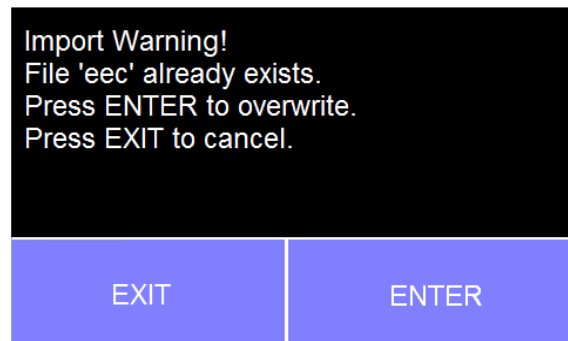 Import Warning!
File 'eec' already exists.
Press ENTER to overwrite.
Press EXIT to cancel.
EXIT
ENTER